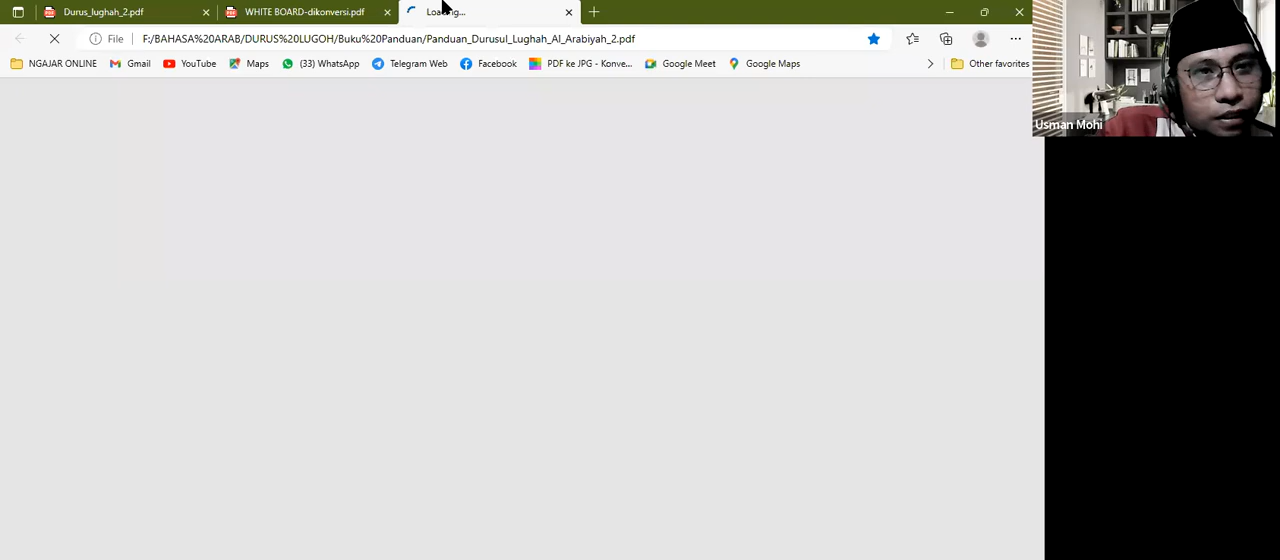 Durus_lughah_2.pdf
WHITE BOARD-dikonversi.pdf
File
F:/BAHASA%20ARAB/DURUS%20LUGOH/Buku%20Panduan/Panduan_Durusul_Lughah_Al_Arabiyah_2.pdf
NGAJAR ONLINE
Gmail
YouTube
Maps
(33) WhatsApp
Telegram Web
Facebook
PDF ke JPG - Konve...
Google Meet
Google Maps
Other favorites
Usman Mohi